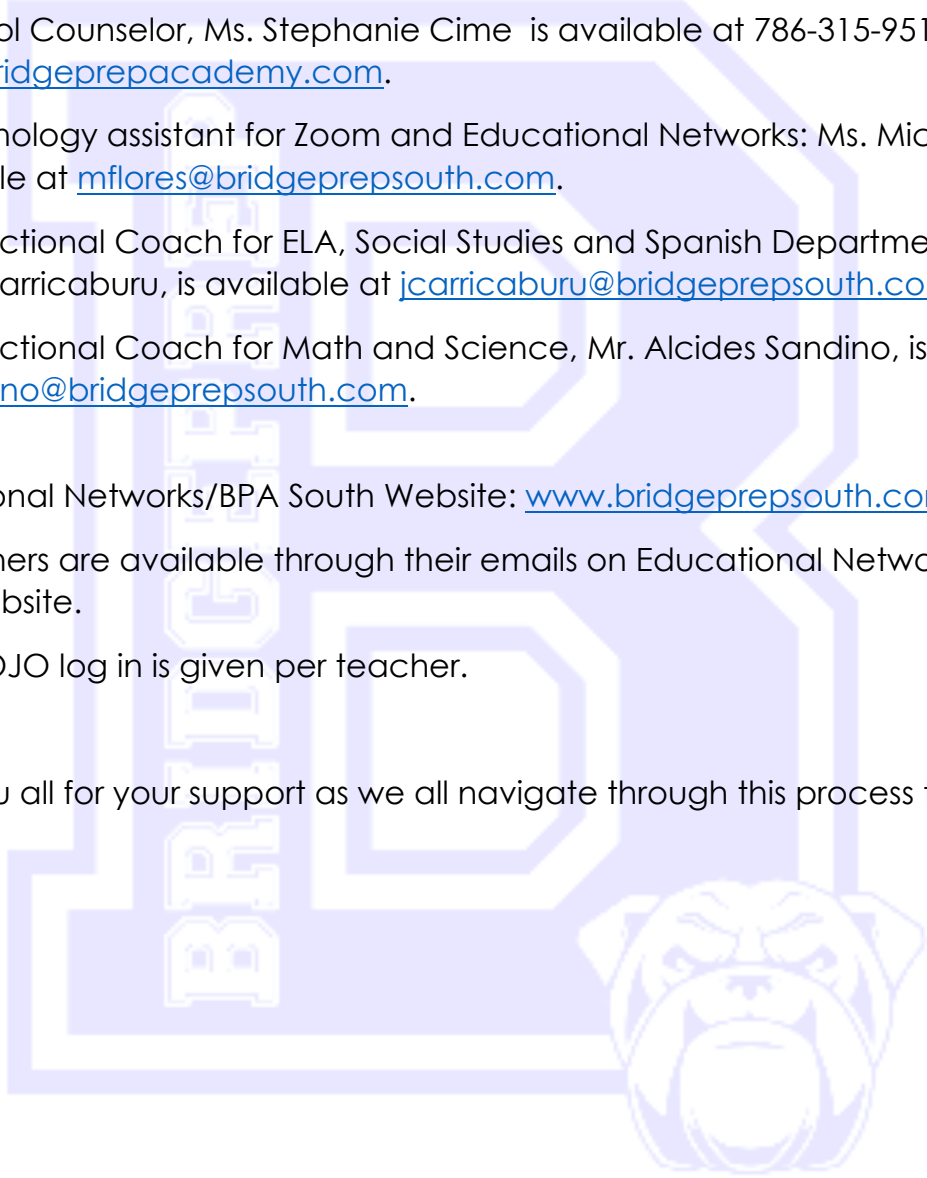 ol Counselor, Ms. Stephanie Cime is available at 786-315-951
ridgeprepacademy.com.
nology assistant for Zoom and Educational Networks: Ms. Mic
le at mflores@bridgeprepsouth.com.
ctional Coach for ELA, Social Studies and Spanish Departme
arricaburu, is available at jcarricaburu@bridgeprepsouth.co
ctional Coach for Math and Science, Mr. Alcides Sandino, is
no@bridgeprepsouth.com.
onal Networks/BPA South Website: www.bridgeprepsouth.co
hers are available through their emails on Educational Netwo
bsite.
OJO log in is given per teacher.
u all for your support as we all navigate through this process t
BRIDGEPREP